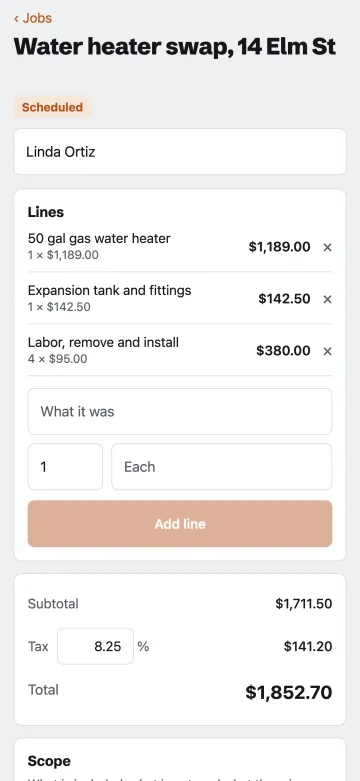 ‹ Jobs
Water heater swap, 14 Elm St
Scheduled
Linda Ortiz
Lines
50 gal gas water heater
1 × $1,189.00
$1,189.00 ×
Expansion tank and fittings
1 × $142.50
$142.50 ×
Labor, remove and install
4 × $95.00
$380.00 ×
What it was
1
Each
Add line
Subtotal $1,711.50
Tax 8.25 % $141.20
Total $1,852.70
Scope